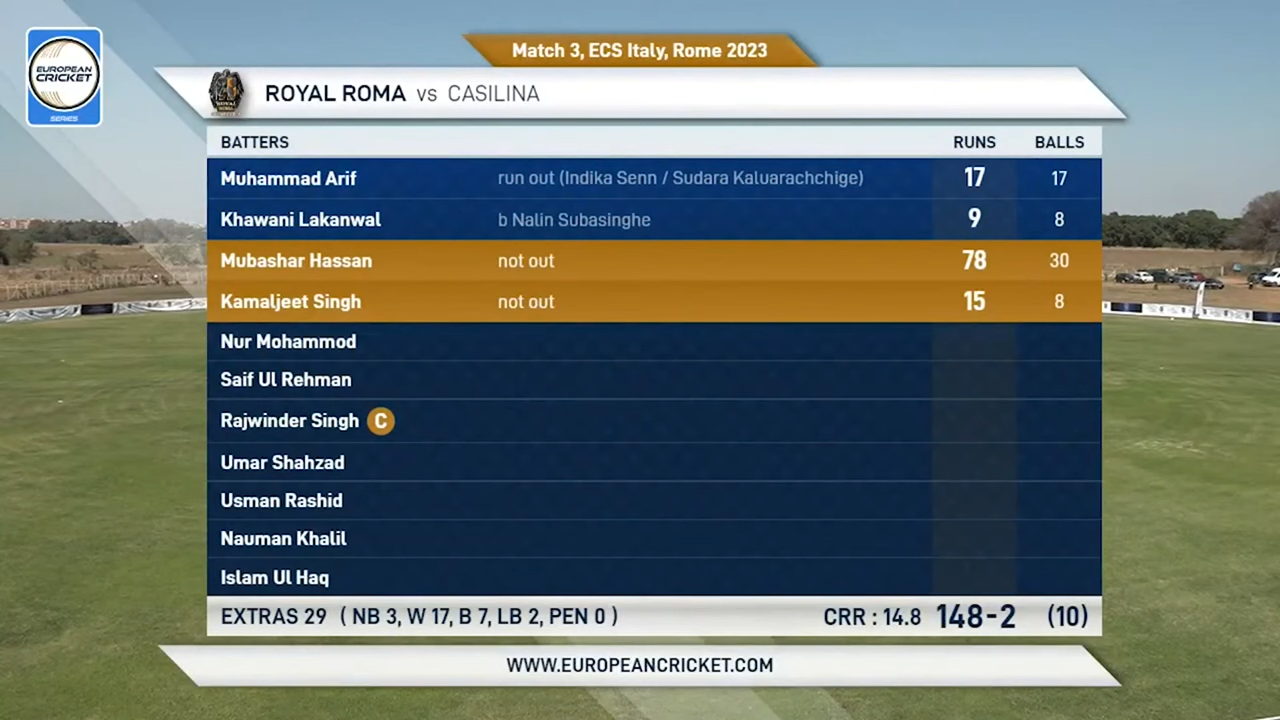 Match 3, ECS Italy, Rome 2023
EUROPEAN
CRICKET
SERIES
ROYAL ROMA vs CASILINA
BATTERS RUNS BALLS
Muhammad Arif run out (Indika Senn / Sudara Kaluarachchige) 17 17
Khawani Lakanwal b Nalin Subasinghe 9 8
Mubashar Hassan not out 78 30
Kamaljeet Singh not out 15 8
Nur Mohammod
Saif Ul Rehman
Rajwinder Singh C
Umar Shahzad
Usman Rashid
Nauman Khalil
Islam Ul Haq
EXTRAS 29 ( NB 3, W 17, B 7, LB 2, PEN 0 ) CRR : 14.8 148-2 (10)
WWW.EUROPEANCRICKET.COM